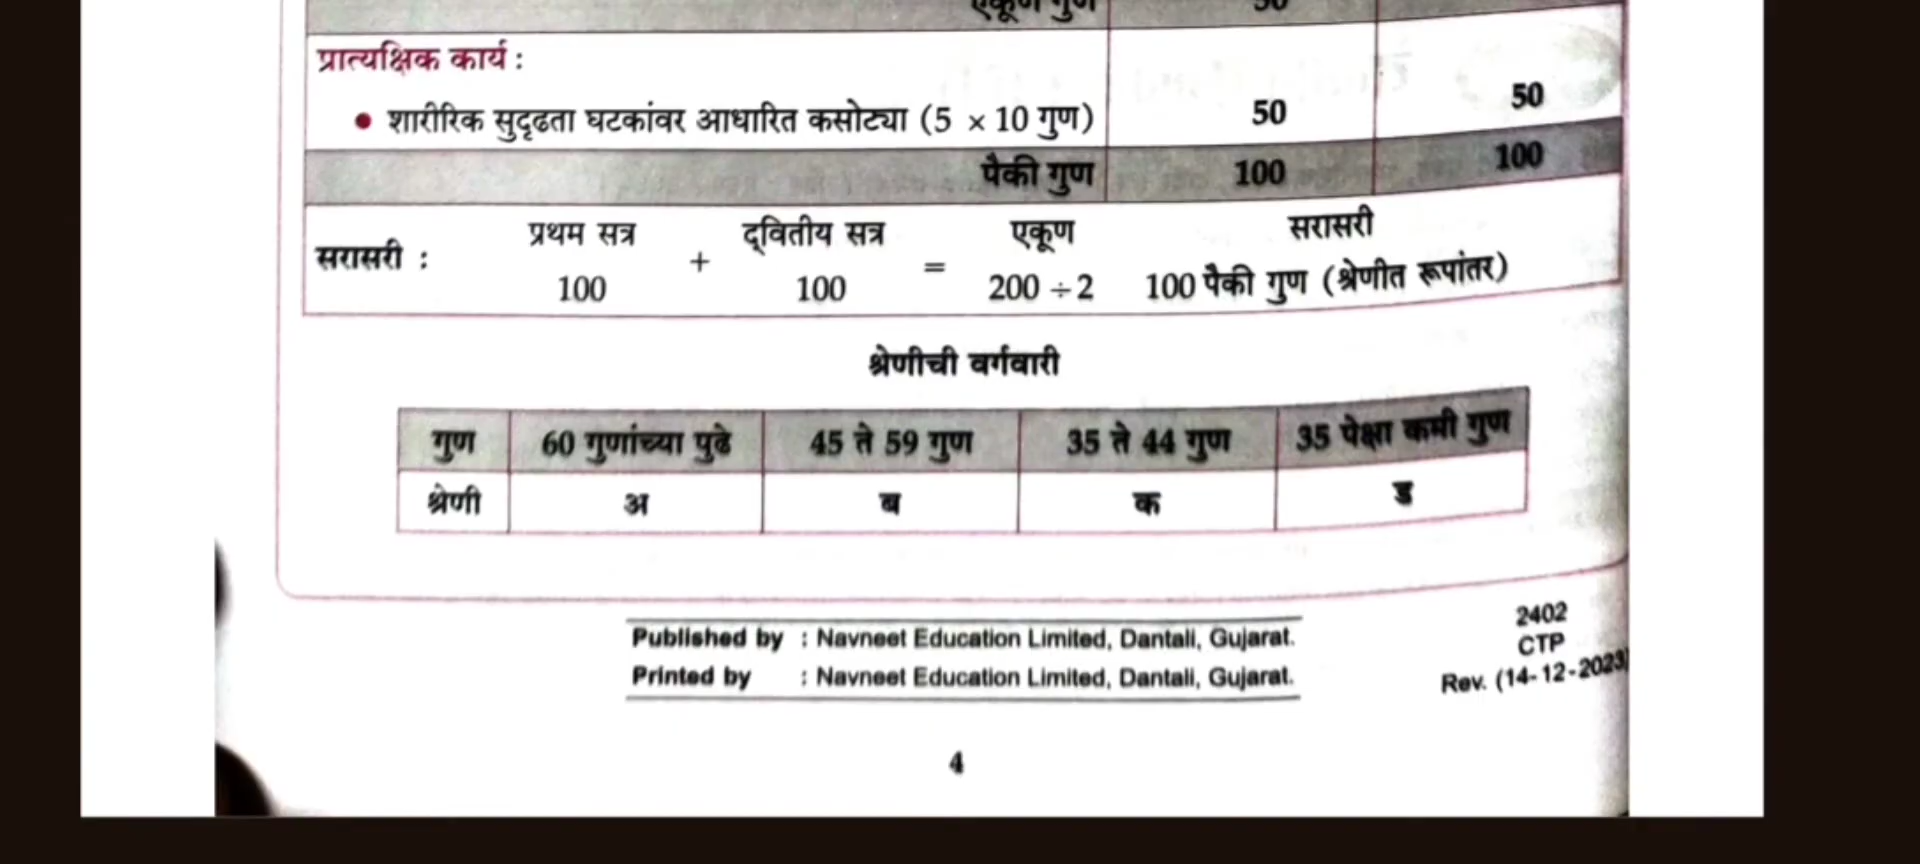 एकूण गुण 50
प्रात्यक्षिक कार्य :
• शारीरिक सुदृढता घटकांवर आधारित कसोट्या (5 × 10 गुण) 50 50
पैकी गुण 100 100
प्रथम सत्र द्वितीय सत्र एकूण सरासरी
सरासरी : + =
100 100 200 ÷ 2 100 पैकी गुण (श्रेणीत रूपांतर)
श्रेणीची वर्गवारी
गुण 60 गुणांच्या पुढे 45 ते 59 गुण 35 ते 44 गुण 35 पेक्षा कमी गुण
श्रेणी अ ब क ड
Published by : Navneet Education Limited, Dantali, Gujarat.
Printed by : Navneet Education Limited, Dantali, Gujarat.
2402
CTP
Rev. (14-12-2023)
4